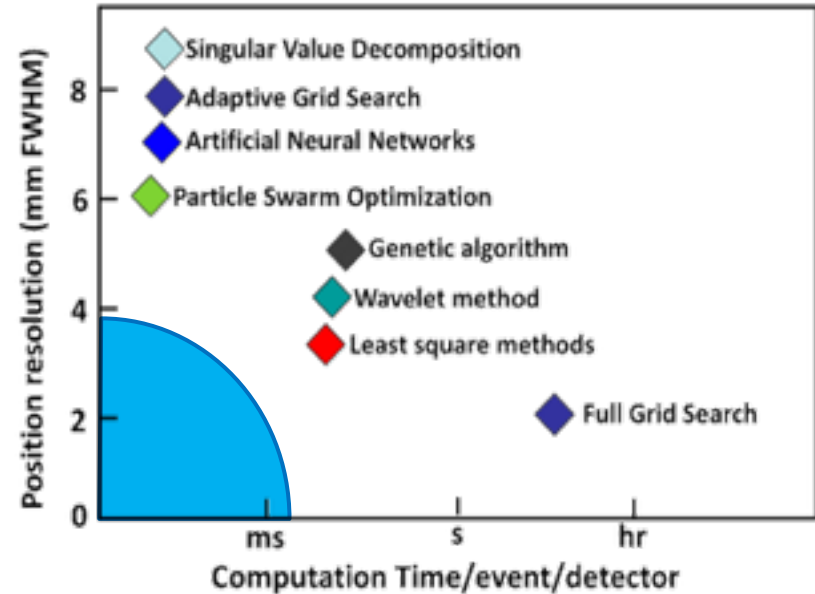 Position resolution (mm FWHM)
8
6
4
2
0
Singular Value Decomposition
Adaptive Grid Search
Artificial Neural Networks
Particle Swarm Optimization
Genetic algorithm
Wavelet method
Least square methods
Full Grid Search
ms
s
hr
Computation Time/event/detector